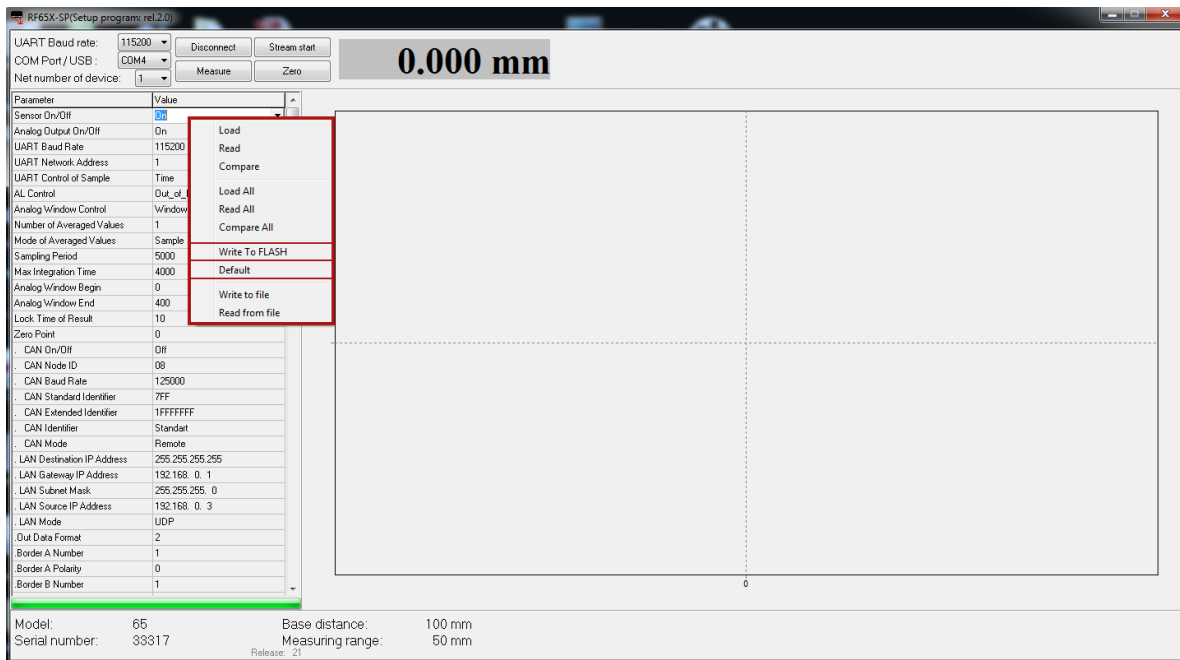 RF65X-SP(Setup program: rel.2.0)
UART Baud rate: 115200 Disconnect Stream start
COM Port / USB : COM4
Net number of device: 1 Measure Zero
0.000 mm
Parameter Value
Sensor On/Off On
Analog Output On/Off On
UART Baud Rate 115200
UART Network Address 1
UART Control of Sample Time
AL Control Out_of_
Analog Window Control Window
Number of Averaged Values 1
Mode of Averaged Values Sample
Sampling Period 5000
Max Integration Time 4000
Analog Window Begin 0
Analog Window End 400
Lock Time of Result 10
Zero Point 0
. CAN On/Off Off
. CAN Node ID 08
. CAN Baud Rate 125000
. CAN Standard Identifier 7FF
. CAN Extended Identifier 1FFFFFFF
. CAN Identifier Standart
. CAN Mode Remote
. LAN Destination IP Address 255.255.255.255
. LAN Gateway IP Address 192.168. 0. 1
. LAN Subnet Mask 255.255.255. 0
. LAN Source IP Address 192.168. 0. 3
. LAN Mode UDP
.Out Data Format 2
.Border A Number 1
.Border A Polarity 0
.Border B Number 1
Load
Read
Compare
Load All
Read All
Compare All
Write To FLASH
Default
Write to file
Read from file
0
Model: 65 Base distance: 100 mm
Serial number: 33317 Measuring range: 50 mm
Release: 21